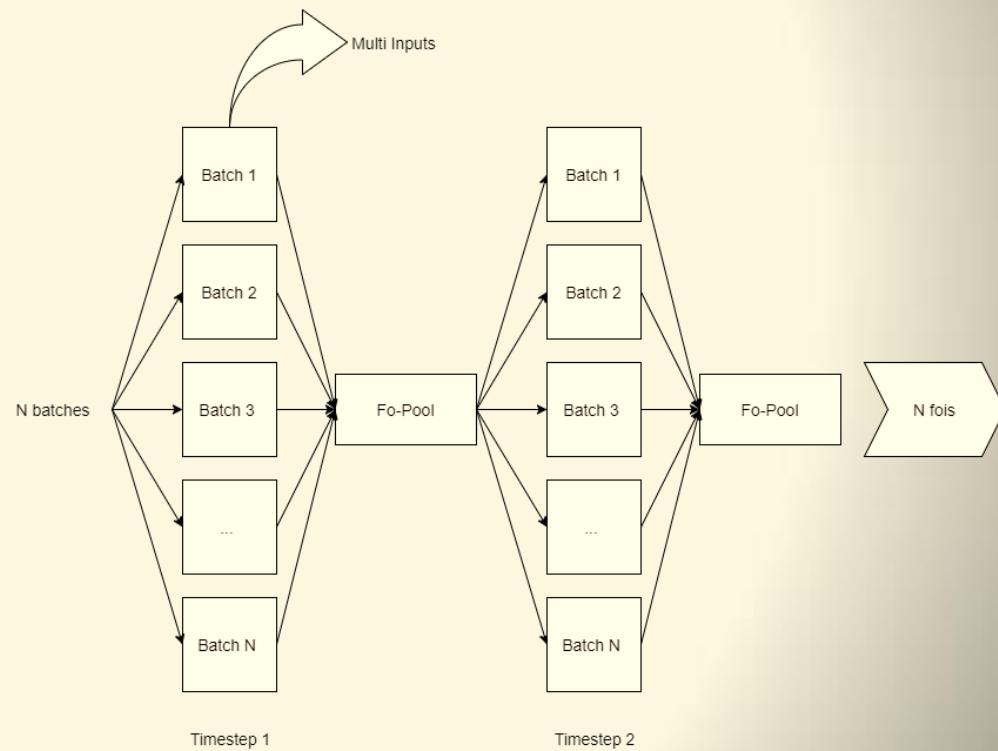 Multi Inputs
Batch 1
Batch 1
Batch 2
Batch 2
N batches
Batch 3
Fo-Pool
Batch 3
Fo-Pool
N fois
...
...
Batch N
Batch N
Timestep 1
Timestep 2